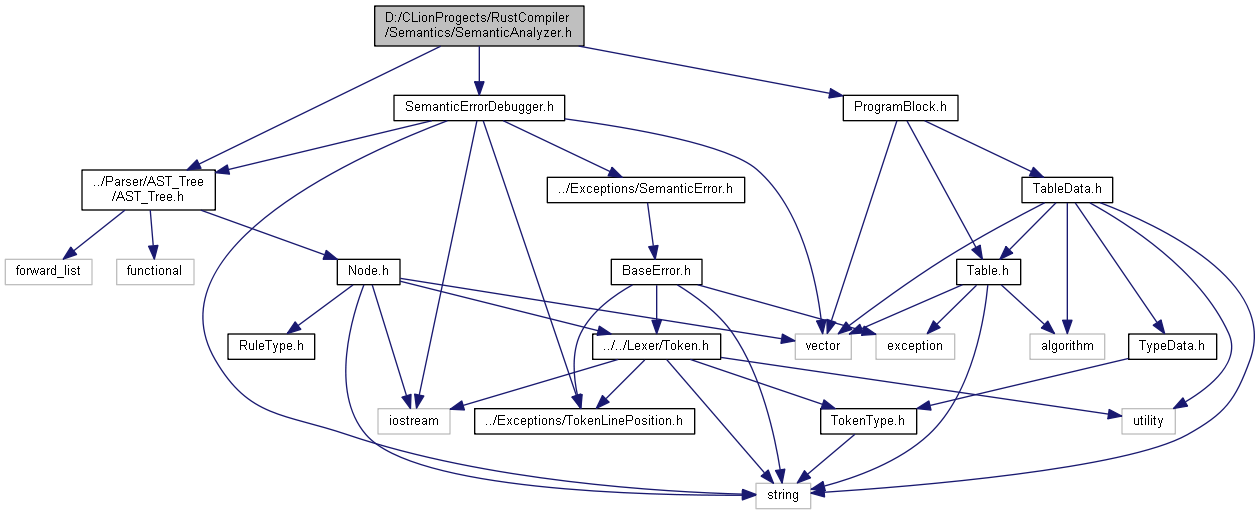 D:/CLionProgects/RustCompiler
/Semantics/SemanticAnalyzer.h
SemanticErrorDebugger.h
ProgramBlock.h
../Parser/AST_Tree
/AST_Tree.h
../Exceptions/SemanticError.h
TableData.h
forward_list
functional
Node.h
BaseError.h
Table.h
RuleType.h
../../Lexer/Token.h
vector
exception
algorithm
TypeData.h
iostream
../Exceptions/TokenLinePosition.h
TokenType.h
utility
string